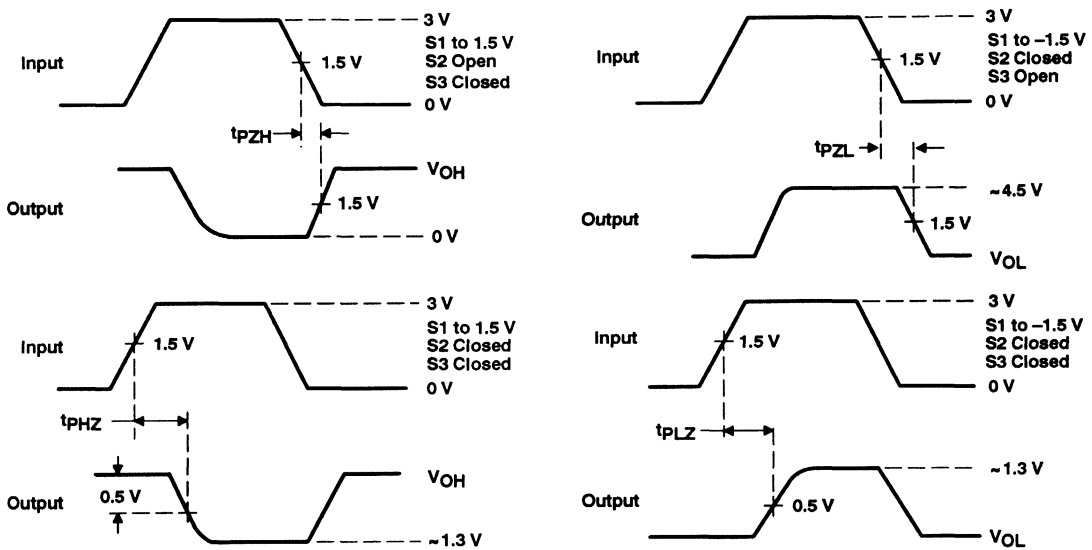 3 V
S1 to 1.5 V
S2 Open
S3 Closed
Input
1.5 V
0 V
tPZH
VOH
Output
1.5 V
0 V
3 V
S1 to –1.5 V
S2 Closed
S3 Open
Input
1.5 V
0 V
tPZL
~4.5 V
Output
1.5 V
VOL
3 V
S1 to 1.5 V
S2 Closed
S3 Closed
Input
1.5 V
0 V
tPHZ
VOH
0.5 V
Output
~1.3 V
3 V
S1 to –1.5 V
S2 Closed
S3 Closed
Input
1.5 V
0 V
tPLZ
~1.3 V
Output
0.5 V
VOL